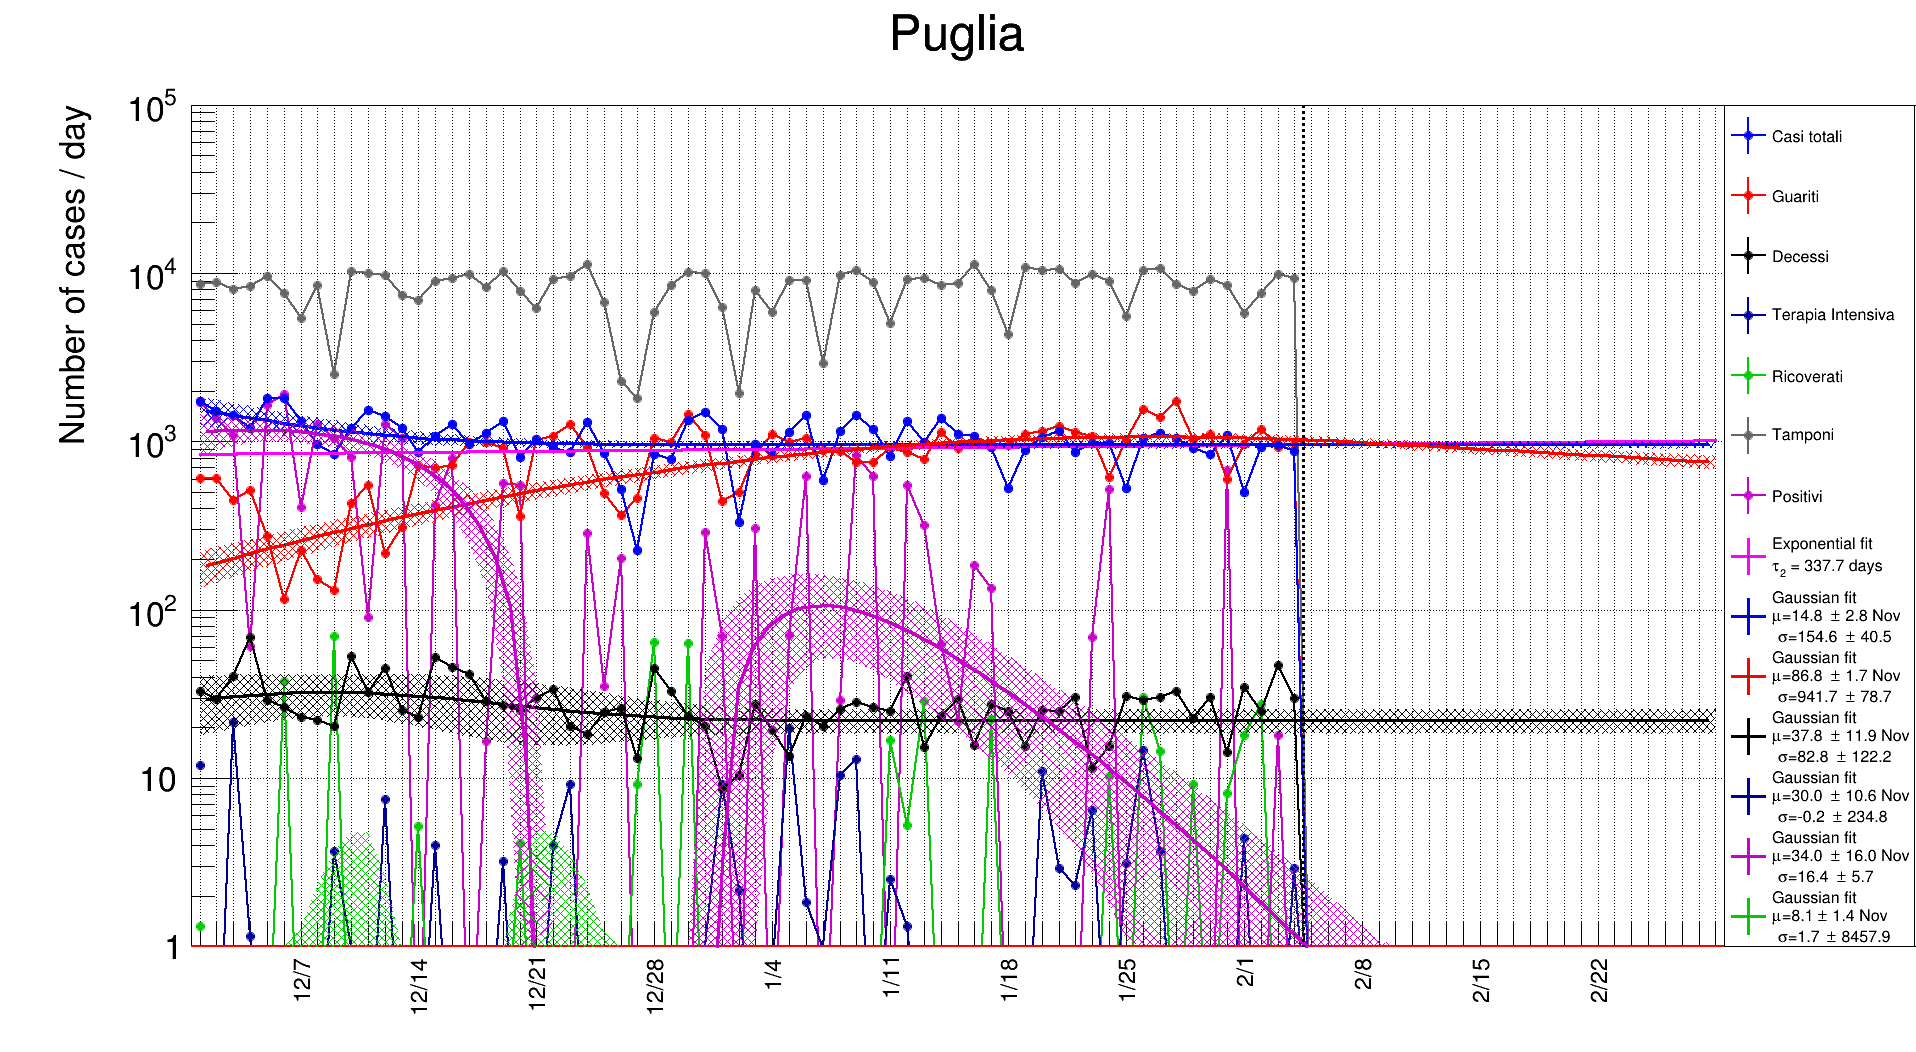 Puglia
Number of cases / day
10^5
10^4
10^3
10^2
10
1
12/7
12/14
12/21
12/28
1/4
1/11
1/18
1/25
2/1
2/8
2/15
2/22
Casi totali
Guariti
Decessi
Terapia Intensiva
Ricoverati
Tamponi
Positivi
Exponential fit
τ2 = 337.7 days
Gaussian fit
μ=14.8 ± 2.8 Nov
σ=154.6 ± 40.5
Gaussian fit
μ=86.8 ± 1.7 Nov
σ=941.7 ± 78.7
Gaussian fit
μ=37.8 ± 11.9 Nov
σ=82.8 ± 122.2
Gaussian fit
μ=30.0 ± 10.6 Nov
σ=-0.2 ± 234.8
Gaussian fit
μ=34.0 ± 16.0 Nov
σ=16.4 ± 5.7
Gaussian fit
μ=8.1 ± 1.4 Nov
σ=1.7 ± 8457.9